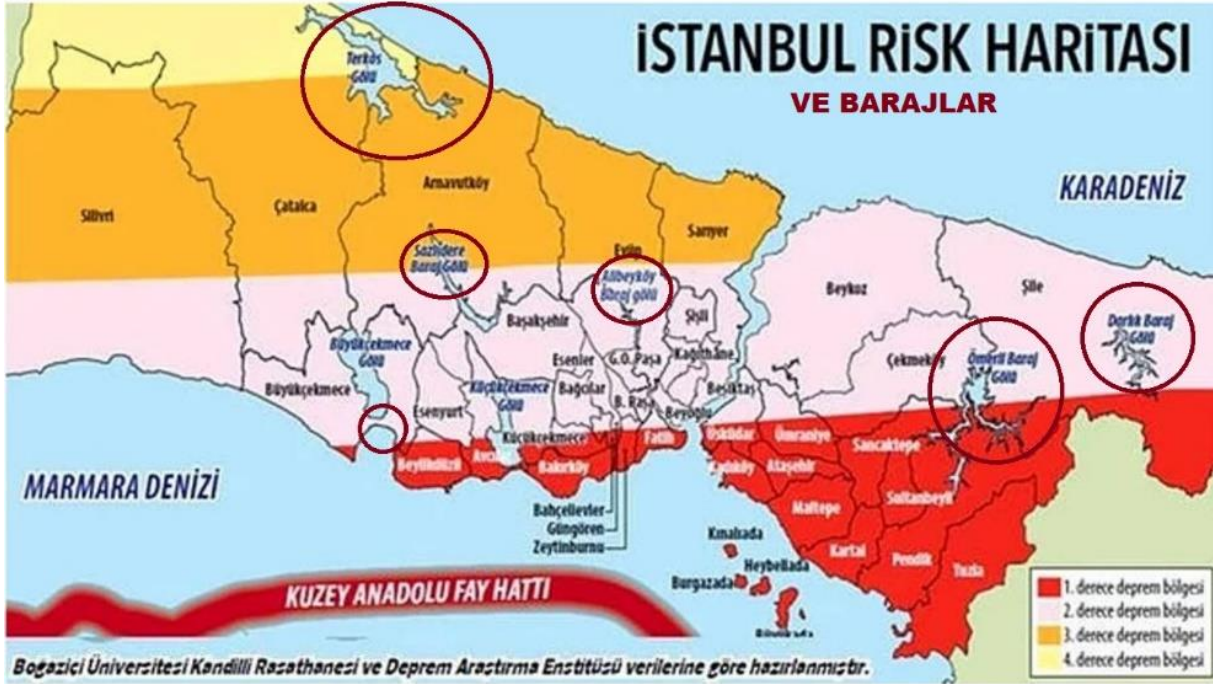 İSTANBUL RİSK HARİTASI
VE BARAJLAR
KARADENİZ
Terkos
Gölü
Arnavutköy
Silivri
Çatalca
Sarıyer
Sazlıdere
Baraj Gölü
Alibeyköy
Baraj gölü
Beykoz
Şile
Başakşehir
Şişli
Darlık Baraj
Gölü
Büyükçekmece
Gölü
Esenler
G.O. Paşa
Kağıthane
Çekmeköy
Ömerli Baraj
Gölü
Büyükçekmece
Küçükçekmece
Gölü
Bağcılar
Beşiktaş
Esenyurt
B. Paşa
Beyoğlu
Küçükçekmece
Fatih
Üsküdar
Ümraniye
Sancaktepe
Beylikdüzü
Bakırköy
Kadıköy
Ataşehir
MARMARA DENİZİ
Sultanbeyli
Bahçelievler
Güngören
Zeytinburnu
Maltepe
Kınalıada
Kartal
Pendik
Tuzla
Heybeliada
Burgazada
KUZEY ANADOLU FAY HATTI
1. derece deprem bölgesi
2. derece deprem bölgesi
3. derece deprem bölgesi
4. derece deprem bölgesi
Boğaziçi Üniversitesi Kandilli Rasathanesi ve Deprem Araştırma Enstitüsü verilerine göre hazırlanmıştır.